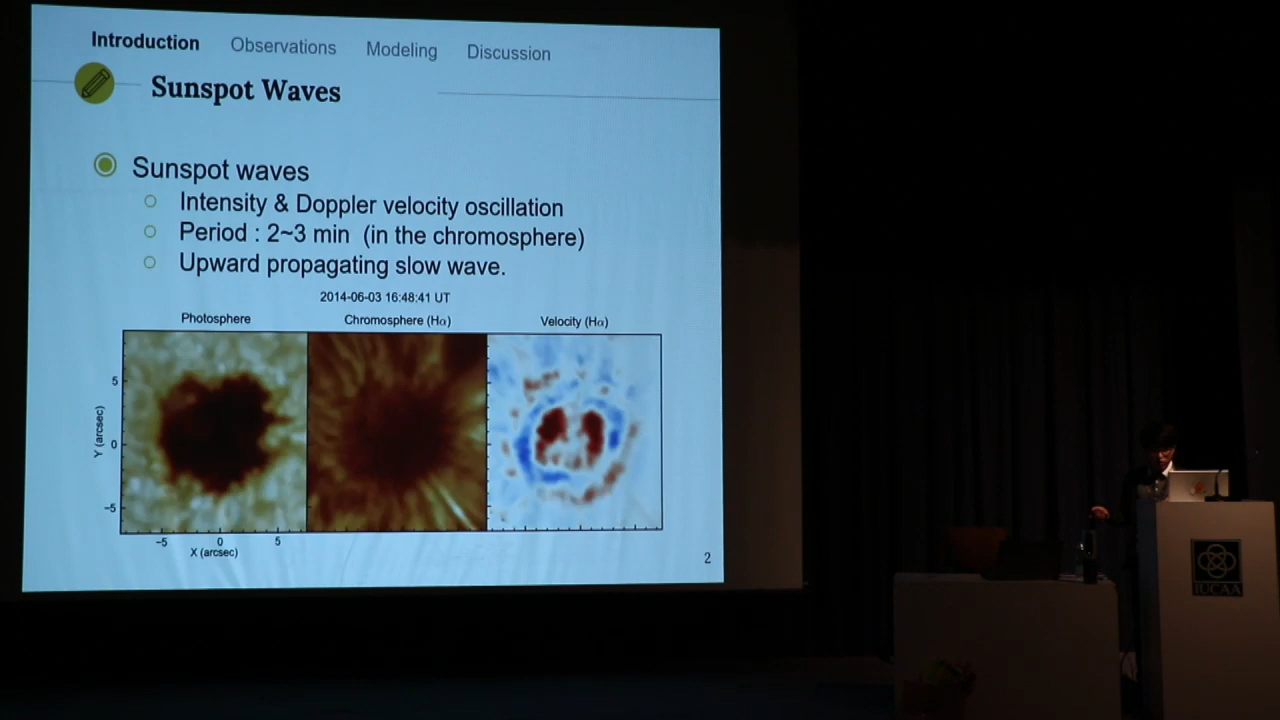 Introduction Observations Modeling Discussion
Sunspot Waves
Sunspot waves
Intensity & Doppler velocity oscillation
Period : 2~3 min (in the chromosphere)
Upward propagating slow wave.
2014-06-03 16:48:41 UT
Photosphere Chromosphere (Hα) Velocity (Hα)
Y (arcsec)
5
0
−5
−5 0 5
X (arcsec)
2
IUCAA